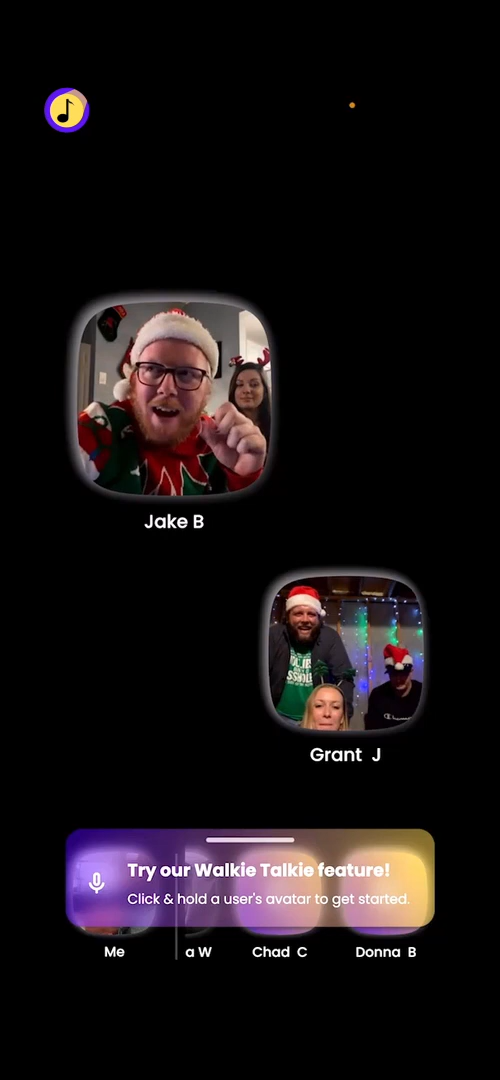 Jake B
Grant J
Try our Walkie Talkie feature!
Click & hold a user's avatar to get started.
Me
a W
Chad C
Donna B